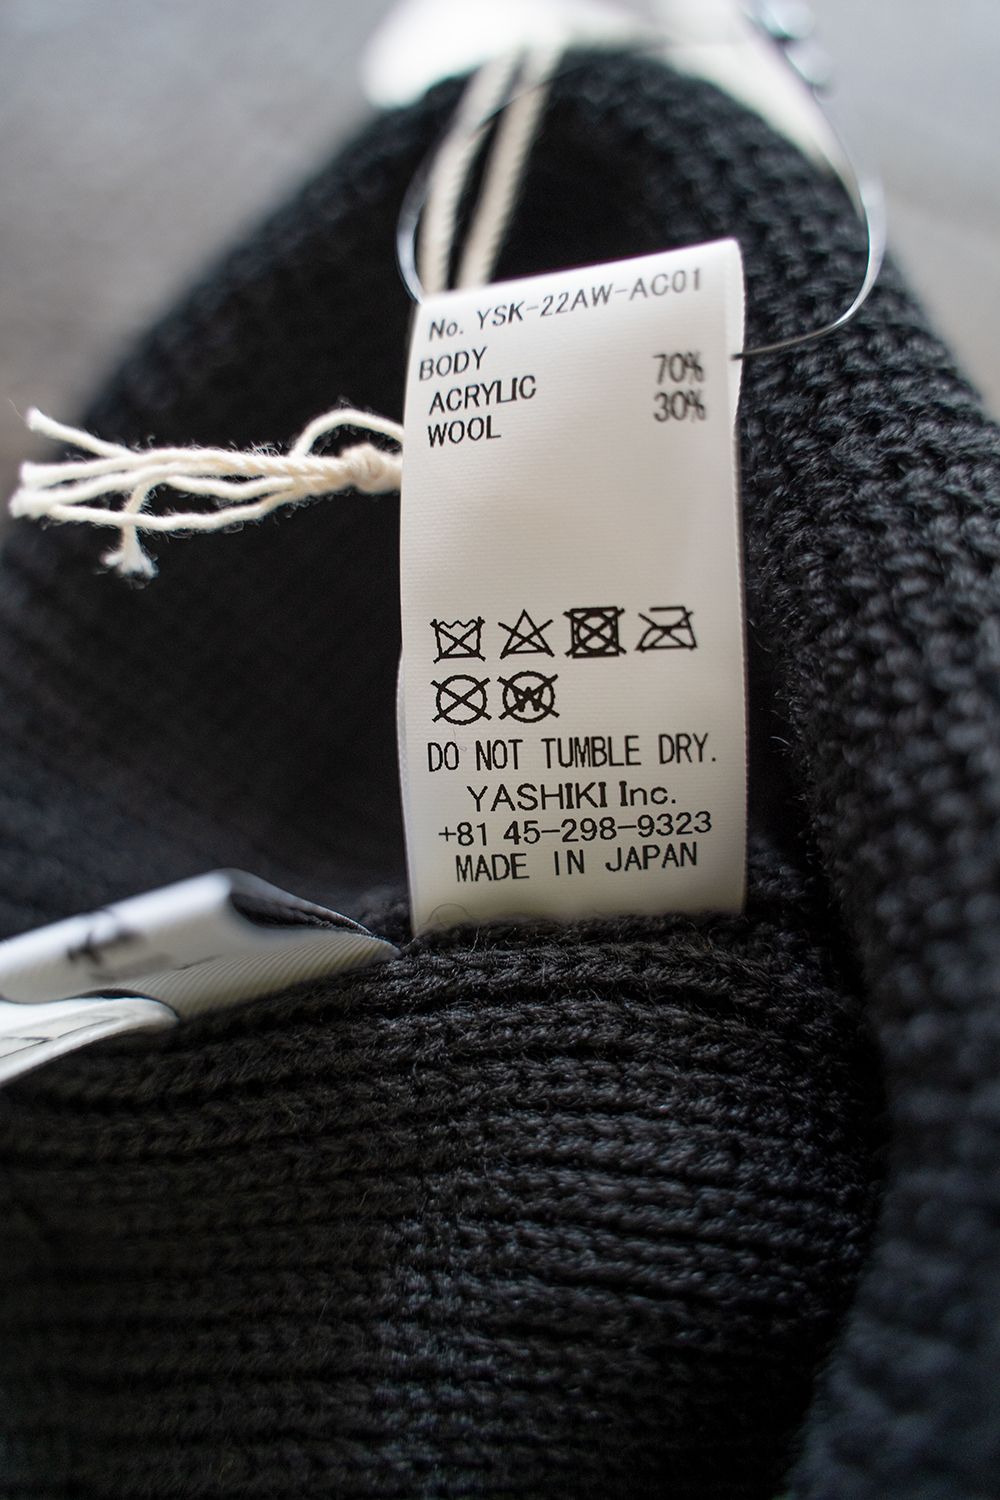 No. YSK-22AW-AC01
BODY
ACRYLIC 70%
WOOL 30%
W
DO NOT TUMBLE DRY.
YASHIKI Inc.
+81 45-298-9323
MADE IN JAPAN